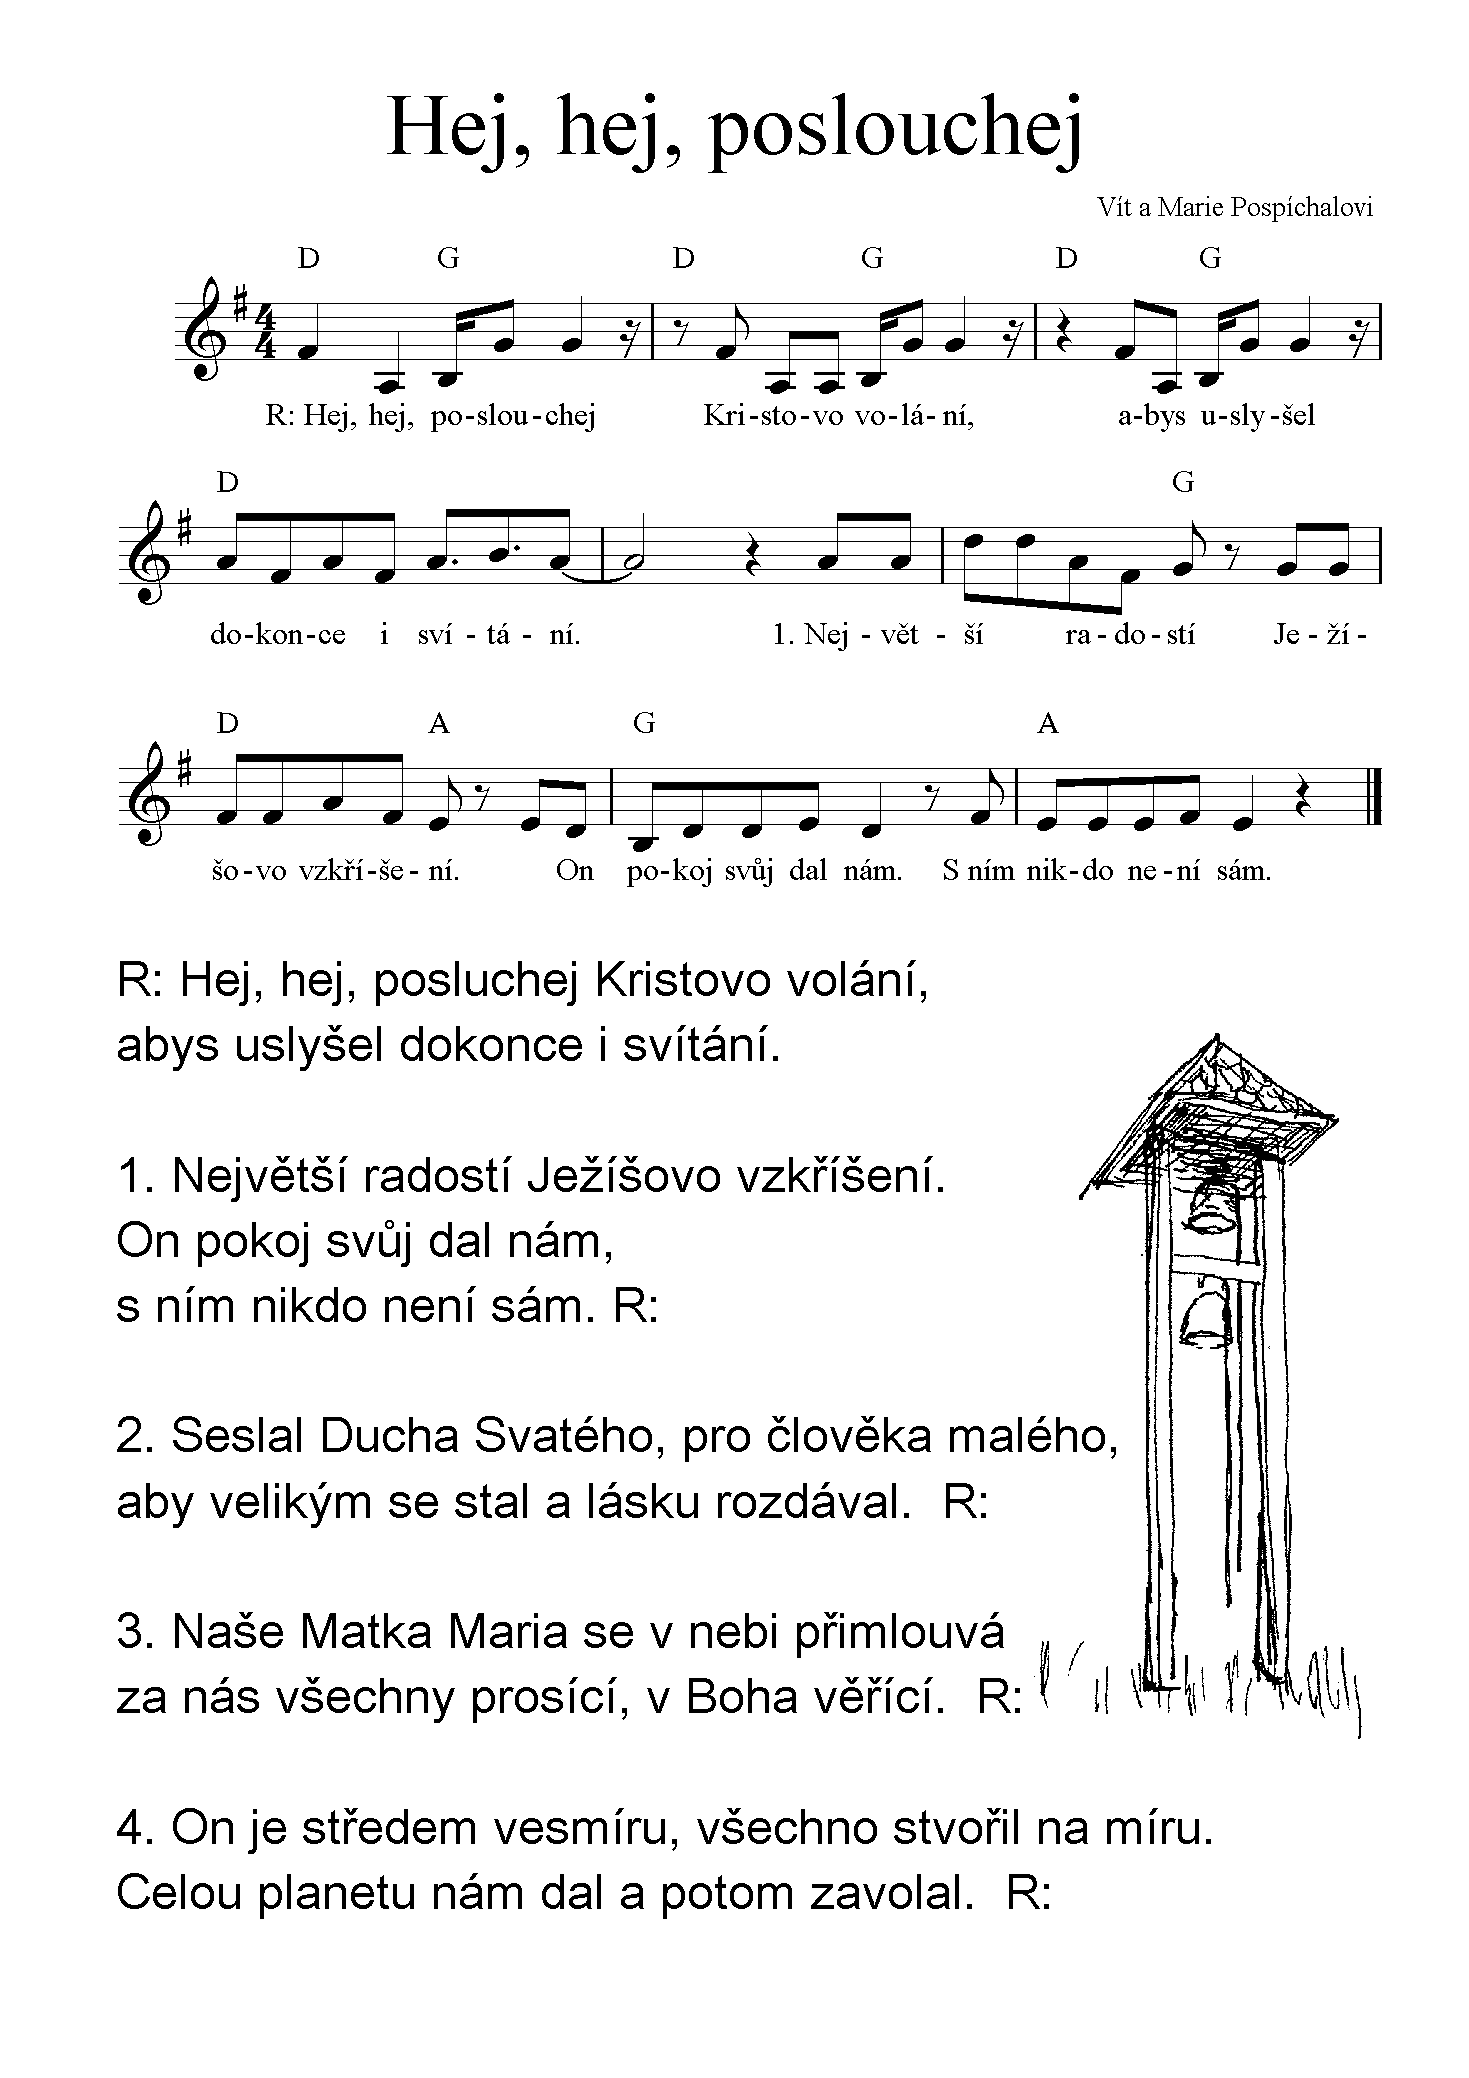 Hej, hej, poslouchej
Vít a Marie Pospíchalovi
D G D G D G
R: Hej, hej, po-slou-chej Kri-sto-vo vo-lá-ní, a-bys u-sly-šel
D G
do-kon-ce i sví-tá-ní. 1. Nej-vět-ší ra-do-stí Je-ží-
D A G A
šo-vo vzkří-še-ní. On po-koj svůj dal nám. S ním nik-do ne-ní sám.
R: Hej, hej, posluchej Kristovo volání,
abys uslyšel dokonce i svítání.
1. Největší radostí Ježíšovo vzkříšení.
On pokoj svůj dal nám,
s ním nikdo není sám. R:
2. Seslal Ducha Svatého, pro člověka malého,
aby velikým se stal a lásku rozdával. R:
3. Naše Matka Maria se v nebi přimlouvá
za nás všechny prosící, v Boha věřící. R:
4. On je středem vesmíru, všechno stvořil na míru.
Celou planetu nám dal a potom zavolal. R: